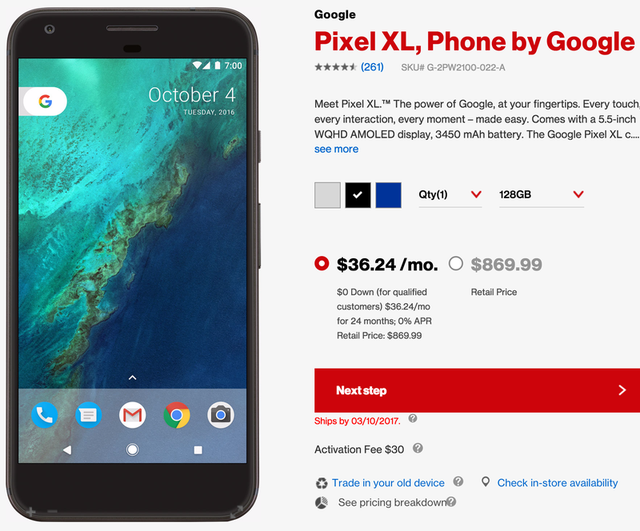 7:00
October 4
TUESDAY, 2016
G
Google
Pixel XL, Phone by Google
(261)
SKU# G-2PW2100-022-A
Meet Pixel XL.™ The power of Google, at your fingertips. Every touch,
every interaction, every moment – made easy. Comes with a 5.5-inch
WQHD AMOLED display, 3450 mAh battery. The Google Pixel XL c....
see more
Qty(1)
128GB
$36.24 /mo.
$869.99
$0 Down (for qualified
customers) $36.24/mo
for 24 months; 0% APR
Retail Price: $869.99
Retail Price
Next step
Ships by 03/10/2017.
Activation Fee $30
Trade in your old device
Check in-store availability
See pricing breakdown